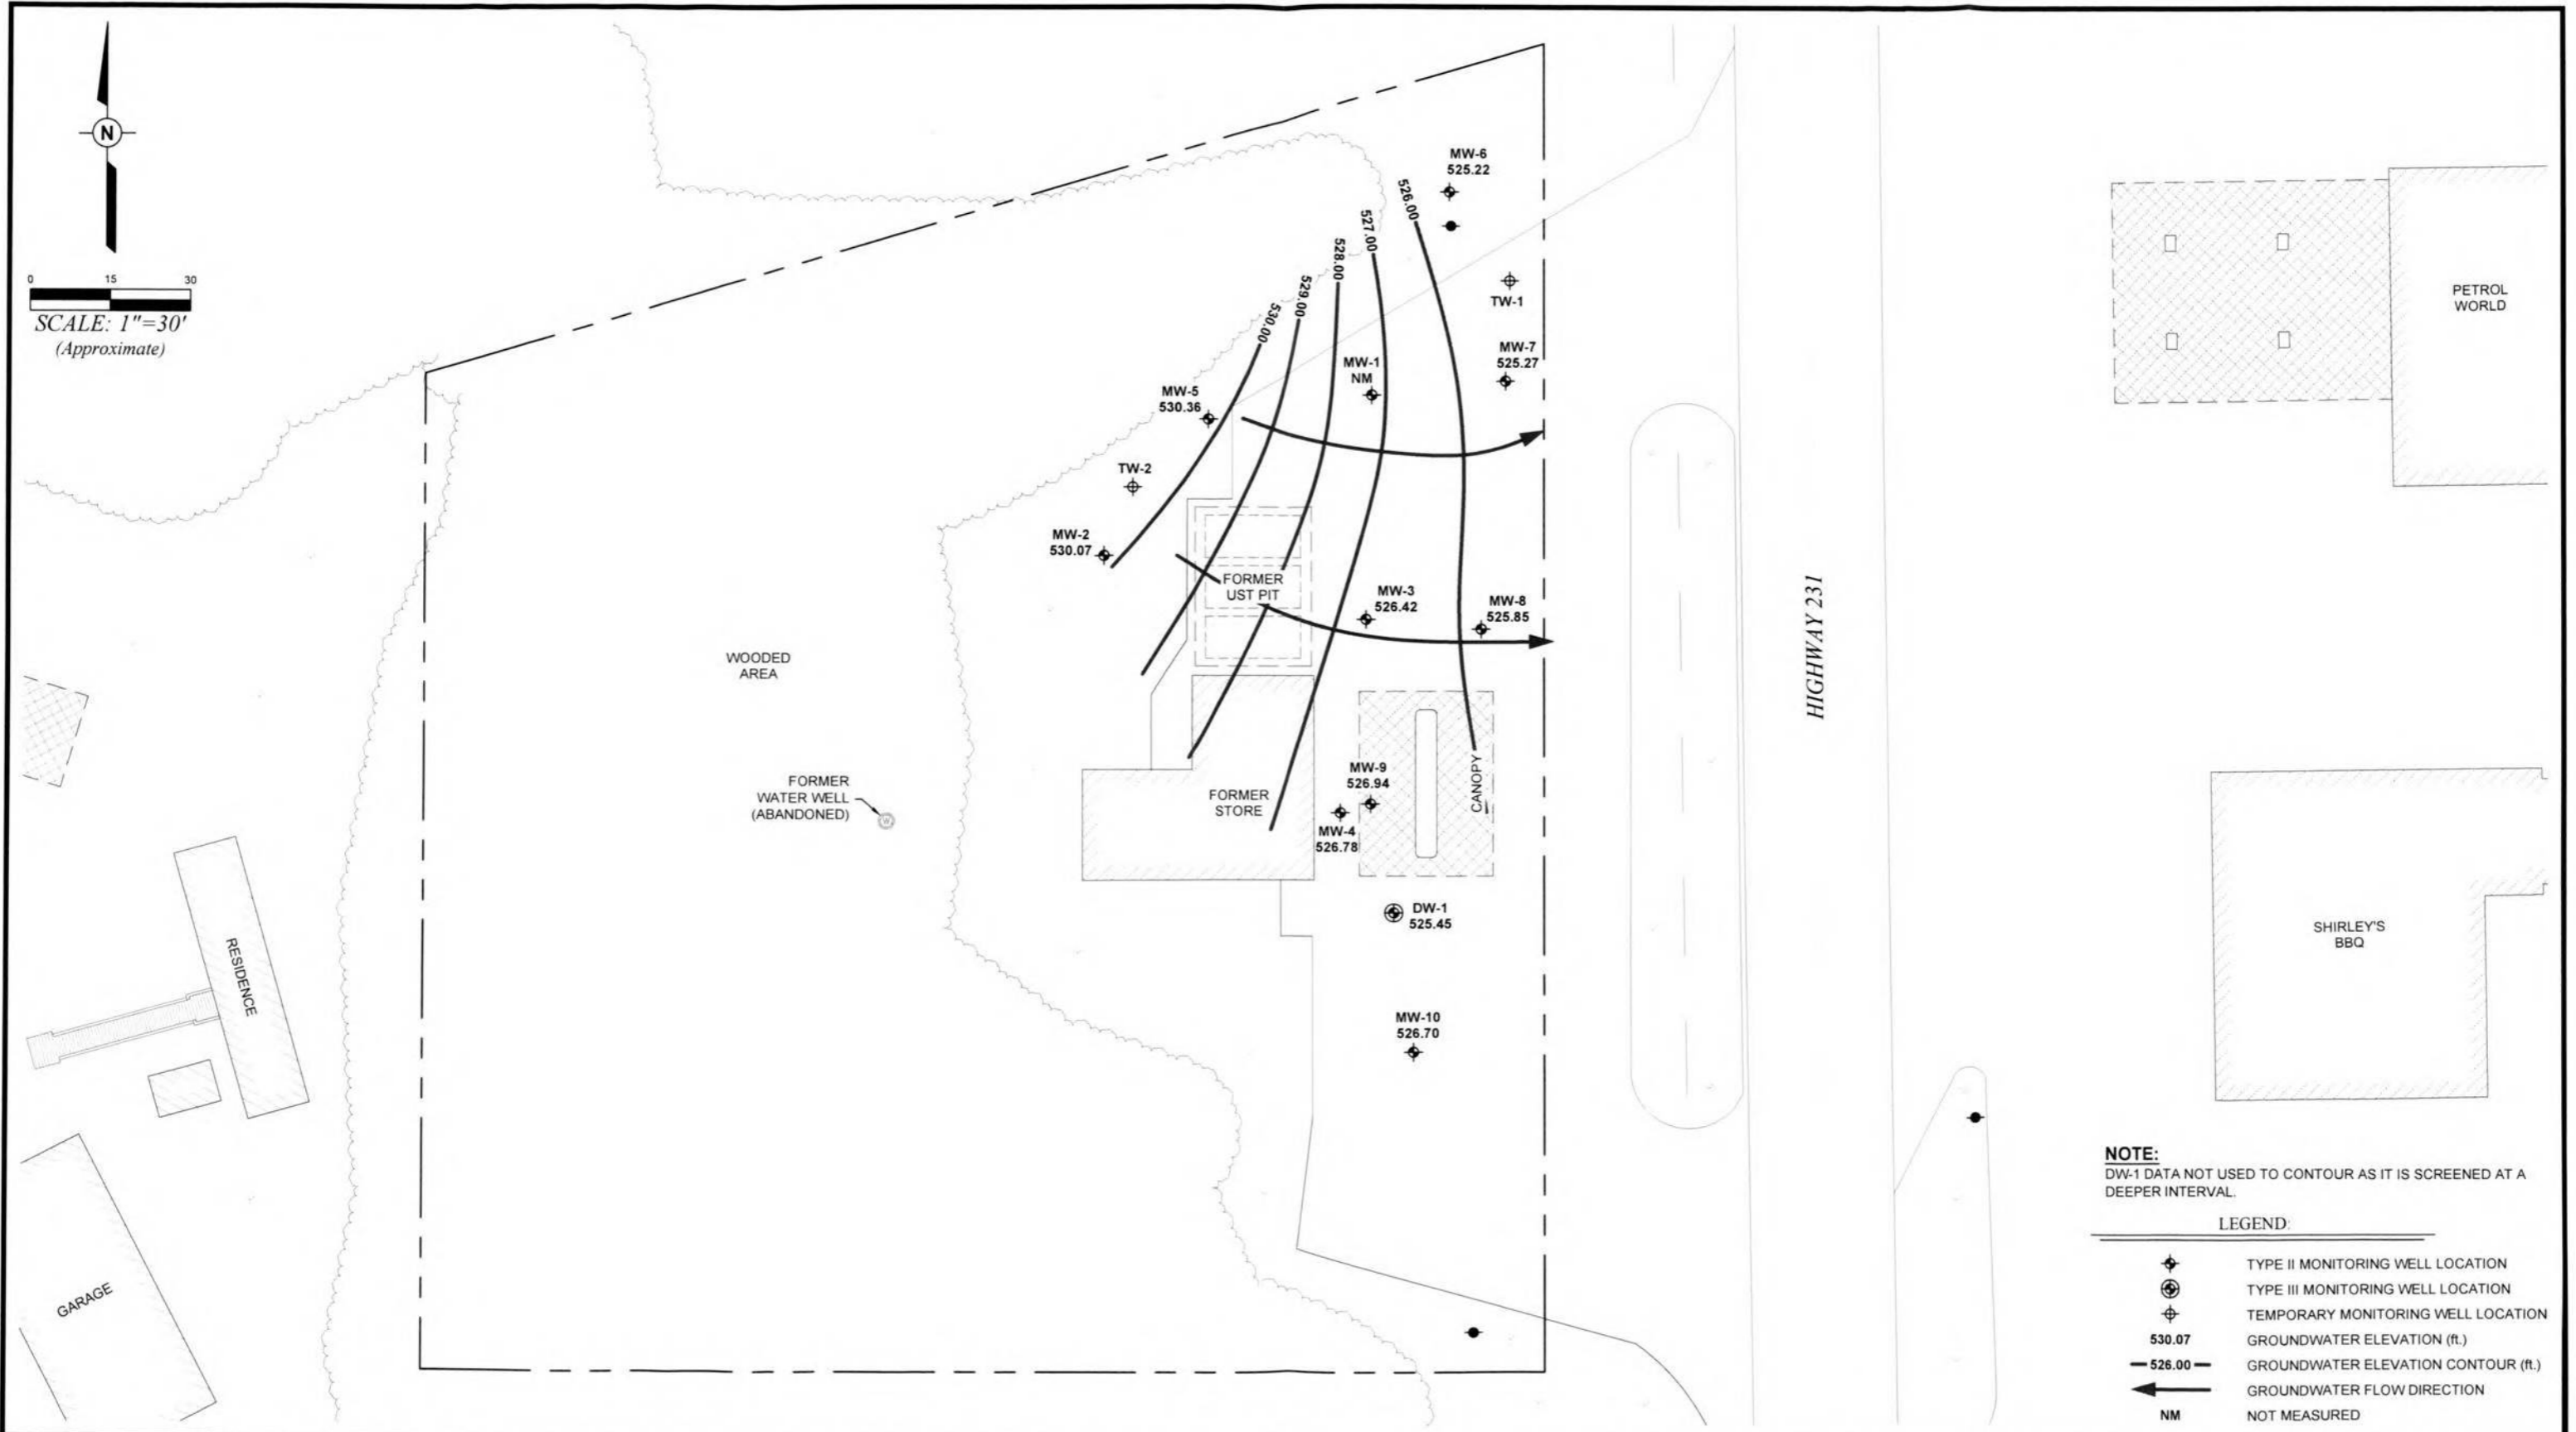 N
0 15 30
SCALE: 1"=30'
(Approximate)
MW-6
525.22
526.00
527.00
528.00
529.00
530.00
TW-1
MW-7
525.27
MW-1
NM
MW-5
530.36
TW-2
MW-2
530.07
FORMER
UST PIT
MW-3
526.42
MW-8
525.85
WOODED
AREA
FORMER
WATER WELL
(ABANDONED)
W
FORMER
STORE
MW-9
526.94
MW-4
526.78
CANOPY
DW-1
525.45
MW-10
526.70
HIGHWAY 231
PETROL
WORLD
SHIRLEY'S
BBQ
RESIDENCE
GARAGE
NOTE:
DW-1 DATA NOT USED TO CONTOUR AS IT IS SCREENED AT A
DEEPER INTERVAL.
LEGEND:
TYPE II MONITORING WELL LOCATION
TYPE III MONITORING WELL LOCATION
TEMPORARY MONITORING WELL LOCATION
530.07 GROUNDWATER ELEVATION (ft.)
526.00 GROUNDWATER ELEVATION CONTOUR (ft.)
GROUNDWATER FLOW DIRECTION
NM NOT MEASURED